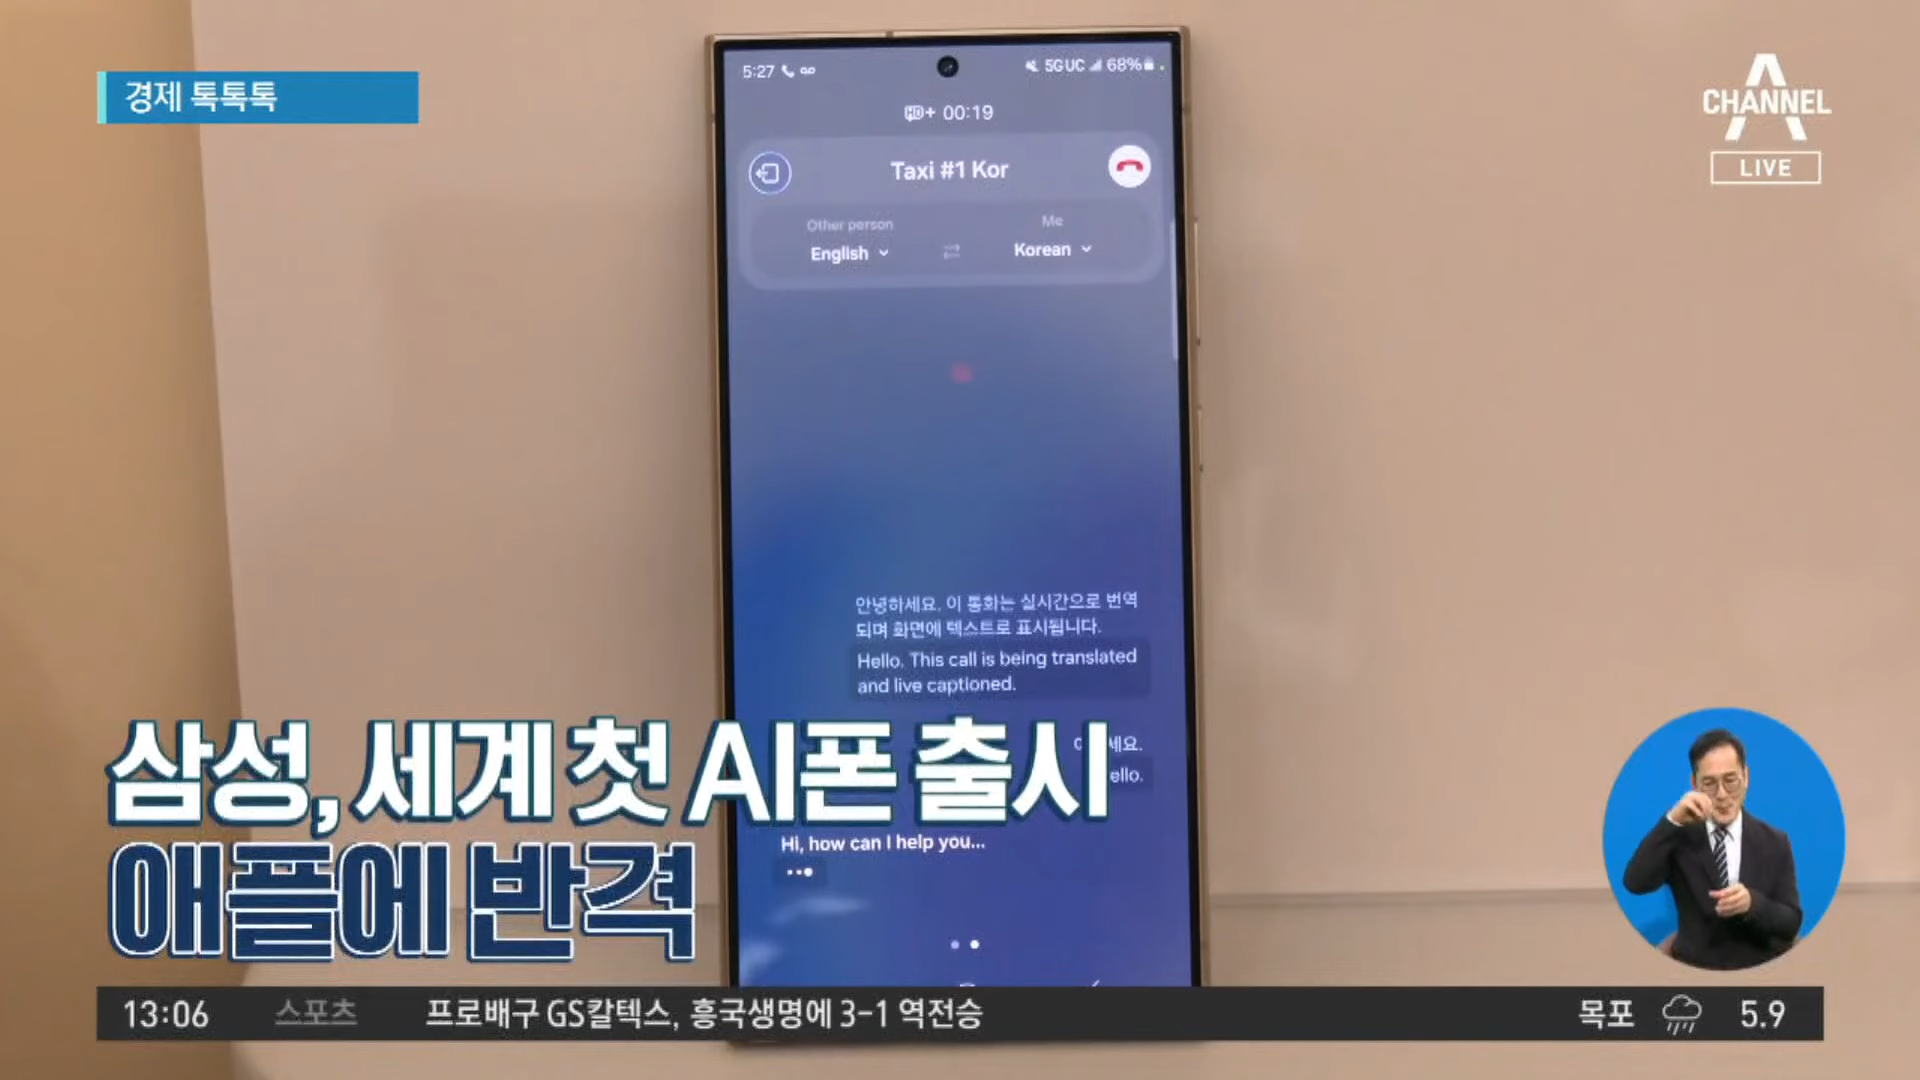 경제 톡톡톡
CHANNEL A
LIVE
5:27
5G UC 68%
HD+ 00:19
Taxi #1 Kor
Other person
Me
English
Korean
안녕하세요. 이 통화는 실시간으로 번역
되며 화면에 텍스트로 표시됩니다.
Hello. This call is being translated
and live captioned.
Hi, how can I help you...
삼성, 세계 첫 AI폰 출시
애플에 반격
13:06 스포츠 프로배구 GS칼텍스, 흥국생명에 3-1 역전승 목포 5.9